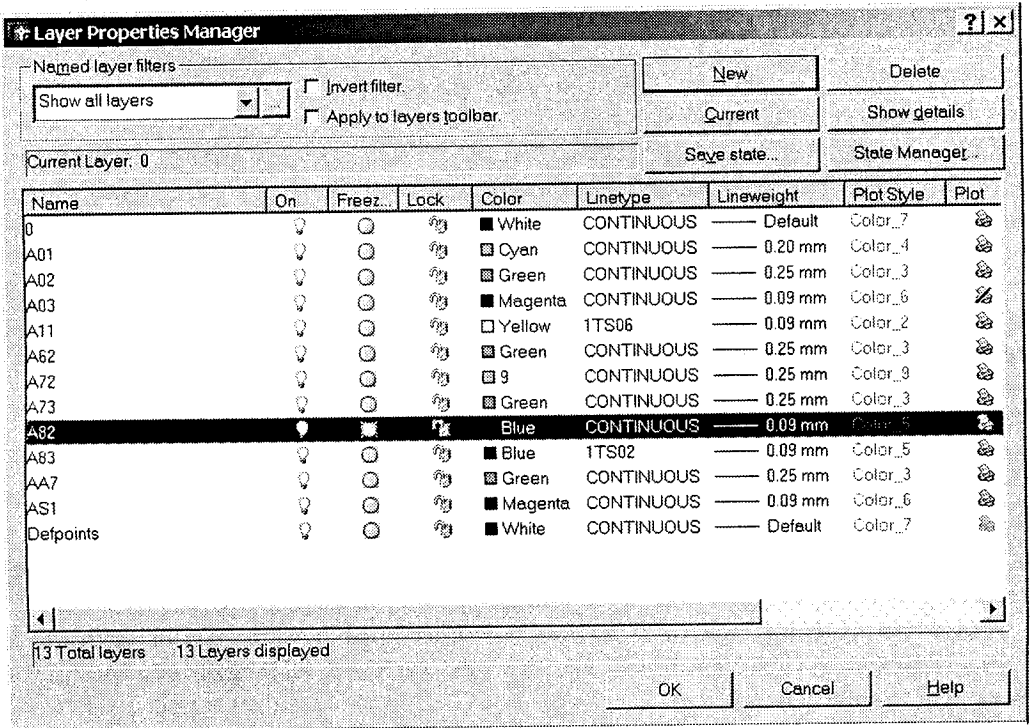 Layer Properties Manager
Named layer filters
Show all layers ... Invert filter.
Apply to layers toolbar.
New Delete
Current Show details
Save state... State Manager...
Current Layer: 0
Name On Freez... Lock Color Linetype Lineweight Plot Style Plot
0 White CONTINUOUS Default Color_7
A01 Cyan CONTINUOUS 0.20 mm Color_4
A02 Green CONTINUOUS 0.25 mm Color_3
A03 Magenta CONTINUOUS 0.09 mm Color_6
A11 Yellow 1TS06 0.09 mm Color_2
A62 Green CONTINUOUS 0.25 mm Color_3
A72 9 CONTINUOUS 0.25 mm Color_9
A73 Green CONTINUOUS 0.25 mm Color_3
A82 Blue CONTINUOUS 0.09 mm Color_5
A83 Blue 1TS02 0.09 mm Color_5
AA7 Green CONTINUOUS 0.25 mm Color_3
AS1 Magenta CONTINUOUS 0.09 mm Color_6
Defpoints White CONTINUOUS Default Color_7
13 Total layers 13 Layers displayed
OK Cancel Help